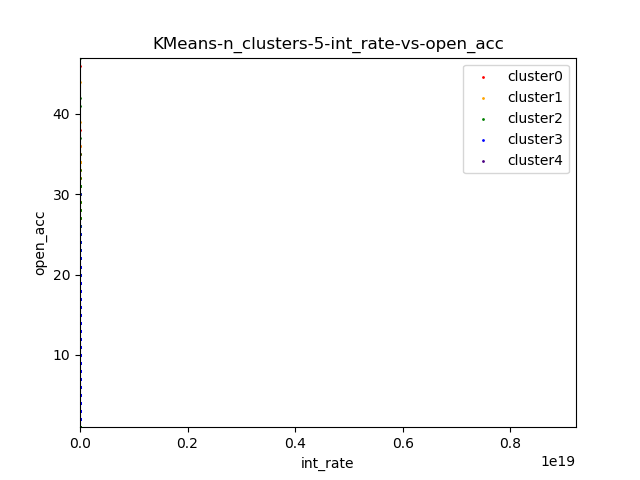 KMeans-n_clusters-5-int_rate-vs-open_acc
cluster0
cluster1
cluster2
cluster3
cluster4
open_acc
40
30
20
10
0.0 0.2 0.4 0.6 0.8
1e19
int_rate